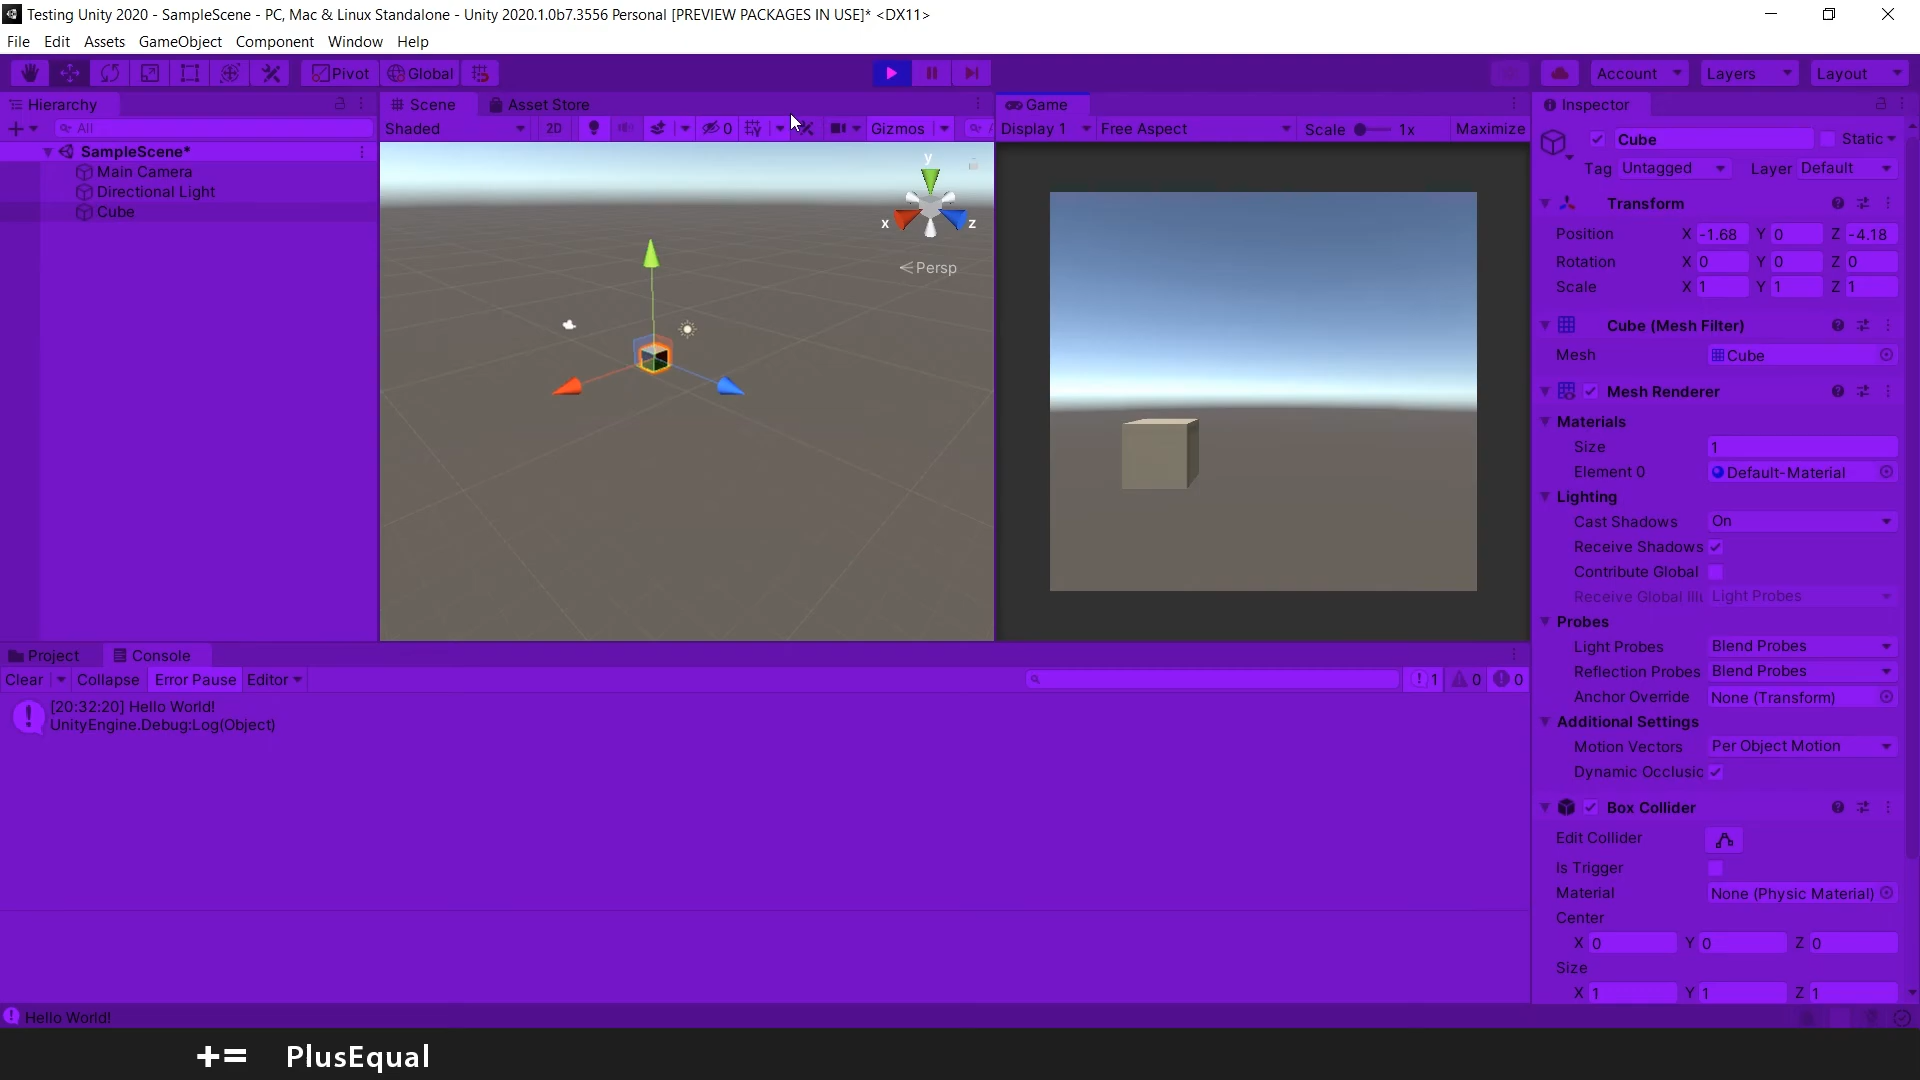 Testing Unity 2020 - SampleScene - PC, Mac & Linux Standalone - Unity 2020.1.0b7.3556 Personal [PREVIEW PACKAGES IN USE]* <DX11>
File Edit Assets GameObject Component Window Help
Pivot Global Account Layers Layout
Hierarchy
All
SampleScene*
Main Camera
Directional Light
Cube
Scene Asset Store
Shaded 2D 0 Gizmos
y
x z
Persp
Game
Display 1 Free Aspect Scale 1x Maximize
Inspector
Cube Static
Tag Untagged Layer Default
Transform
Position X -1.68 Y 0 Z -4.18
Rotation X 0 Y 0 Z 0
Scale X 1 Y 1 Z 1
Cube (Mesh Filter)
Mesh Cube
Mesh Renderer
Materials
Size 1
Element 0 Default-Material
Lighting
Cast Shadows On
Receive Shadows
Contribute Global
Receive Global Illu Light Probes
Probes
Light Probes Blend Probes
Reflection Probes Blend Probes
Anchor Override None (Transform)
Additional Settings
Motion Vectors Per Object Motion
Dynamic Occlusic
Box Collider
Edit Collider
Is Trigger
Material None (Physic Material)
Center
X 0 Y 0 Z 0
Size
X 1 Y 1 Z 1
Project Console
Clear Collapse Error Pause Editor 1 0 0
[20:32:20] Hello World!
UnityEngine.Debug:Log(Object)
Hello World!
+= PlusEqual